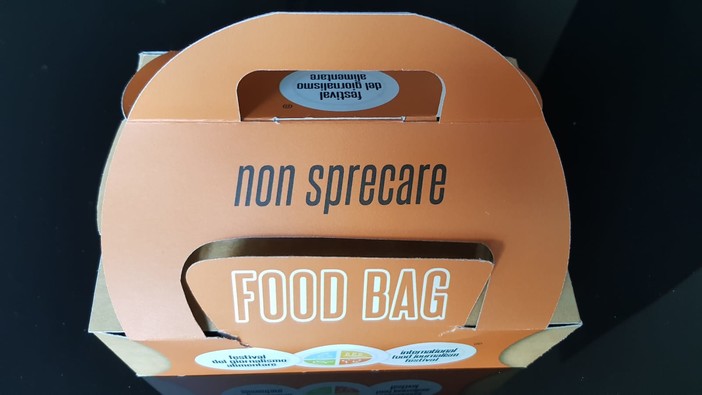 festival
del giornalismo
alimentare
non sprecare
FOOD BAG
festival
del giornalismo
alimentare
international
food journalism
festival